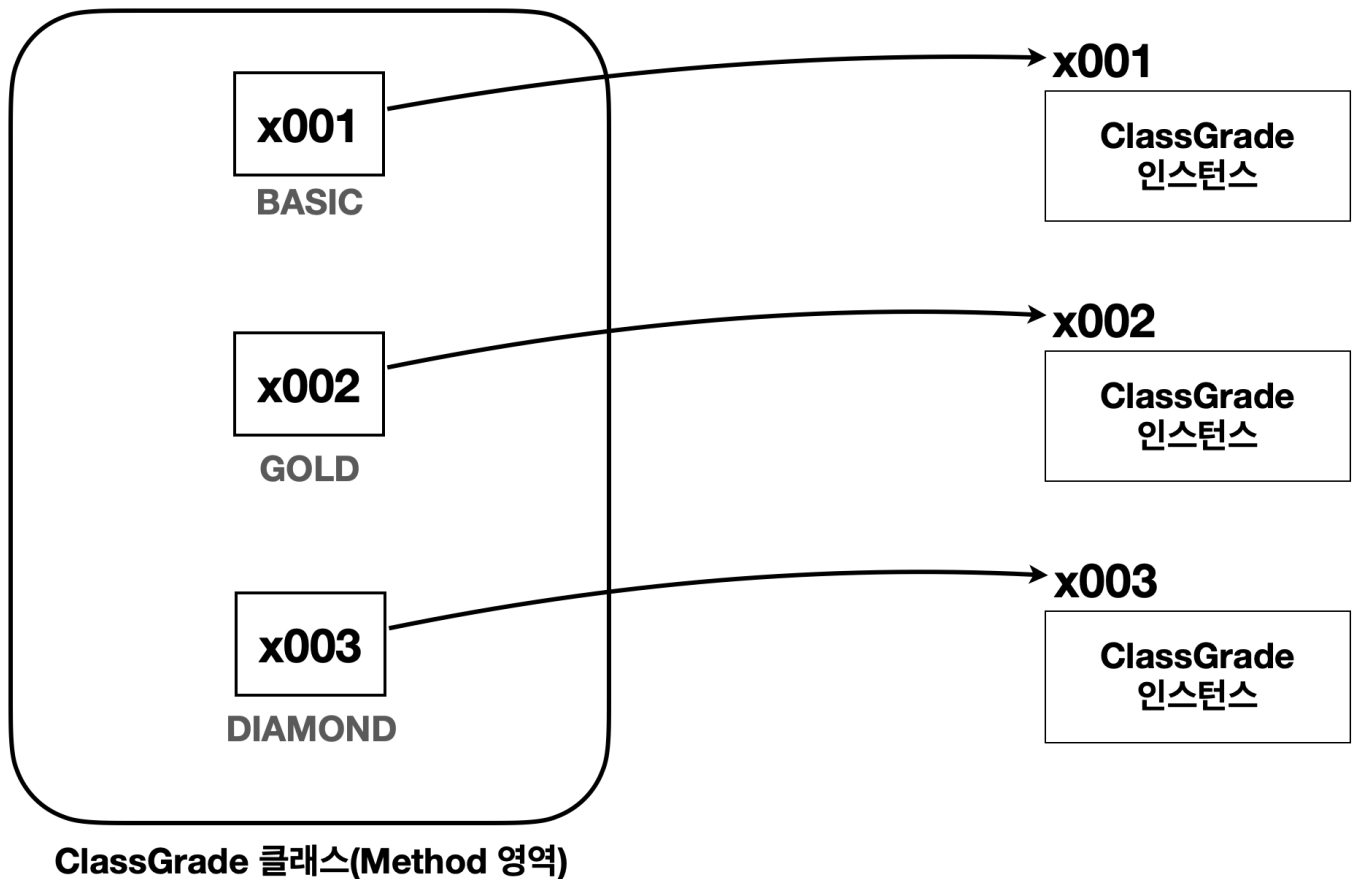 x001
BASIC
x001
ClassGrade
인스턴스
x002
GOLD
x002
ClassGrade
인스턴스
x003
DIAMOND
x003
ClassGrade
인스턴스
ClassGrade 클래스(Method 영역)